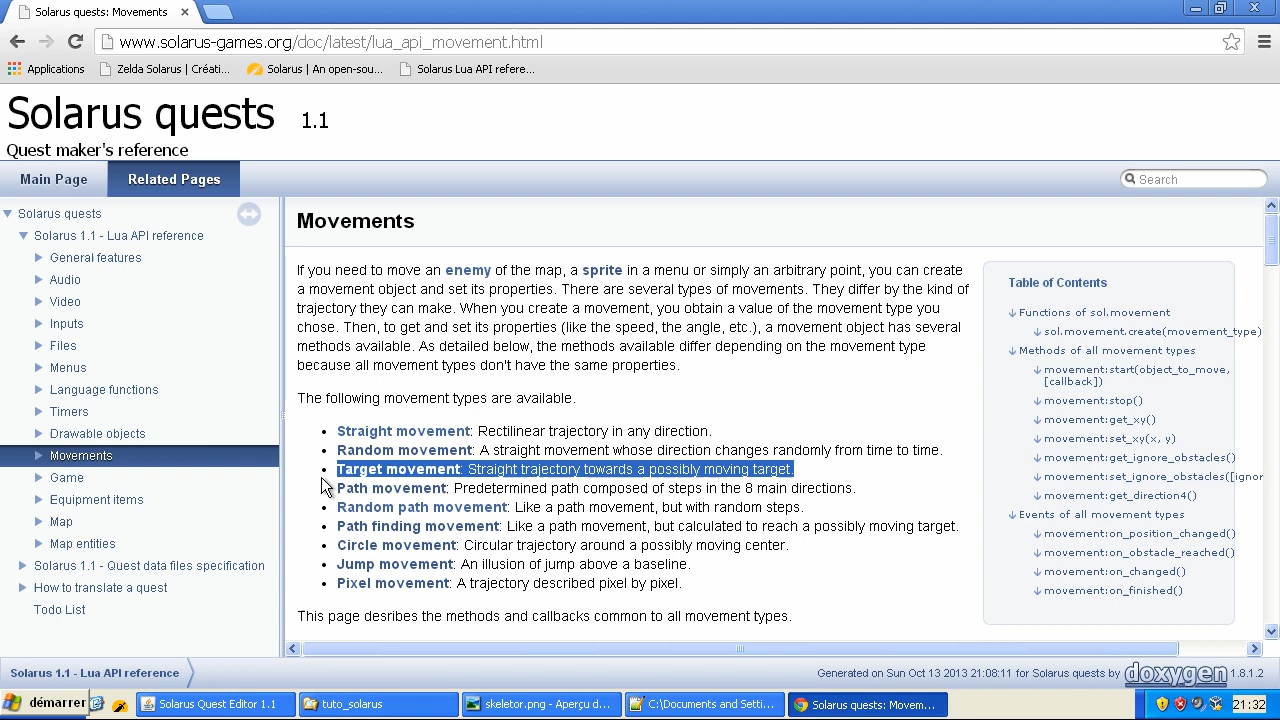 Solarus quests: Movements
www.solarus-games.org/doc/latest/lua_api_movement.html
Applications
Zelda Solarus | Créati...
Solarus | An open-sou...
Solarus Lua API refere...
Solarus quests 1.1
Quest maker's reference
Main Page
Related Pages
Search
Solarus quests
Solarus 1.1 - Lua API reference
General features
Audio
Video
Inputs
Files
Menus
Language functions
Timers
Drawable objects
Movements
Game
Equipment items
Map
Map entities
Solarus 1.1 - Quest data files specification
How to translate a quest
Todo List
Movements
If you need to move an enemy of the map, a sprite in a menu or simply an arbitrary point, you can create
a movement object and set its properties. There are several types of movements. They differ by the kind of
trajectory they can make. When you create a movement, you obtain a value of the movement type you
chose. Then, to get and set its properties (like the speed, the angle, etc.), a movement object has several
methods available. As detailed below, the methods available differ depending on the movement type
because all movement types don't have the same properties.
The following movement types are available.
Straight movement: Rectilinear trajectory in any direction.
Random movement: A straight movement whose direction changes randomly from time to time.
Target movement: Straight trajectory towards a possibly moving target.
Path movement: Predetermined path composed of steps in the 8 main directions.
Random path movement: Like a path movement, but with random steps.
Path finding movement: Like a path movement, but calculated to reach a possibly moving target.
Circle movement: Circular trajectory around a possibly moving center.
Jump movement: An illusion of jump above a baseline.
Pixel movement: A trajectory described pixel by pixel.
This page desribes the methods and callbacks common to all movement types.
Table of Contents
Functions of sol.movement
sol.movement.create(movement_type)
Methods of all movement types
movement:start(object_to_move,
[callback])
movement:stop()
movement:get_xy()
movement:set_xy(x, y)
movement:get_ignore_obstacles()
movement:set_ignore_obstacles([ignor
movement:get_direction4()
Events of all movement types
movement:on_position_changed()
movement:on_obstacle_reached()
movement:on_changed()
movement:on_finished()
Solarus 1.1 - Lua API reference
Generated on Sun Oct 13 2013 21:08:11 for Solarus quests by doxygen 1.8.1.2
démarrer
Solarus Quest Editor 1.1
tuto_solarus
skeletor.png - Aperçu d...
C:\Documents and Setti...
Solarus quests: Movem...
21:32